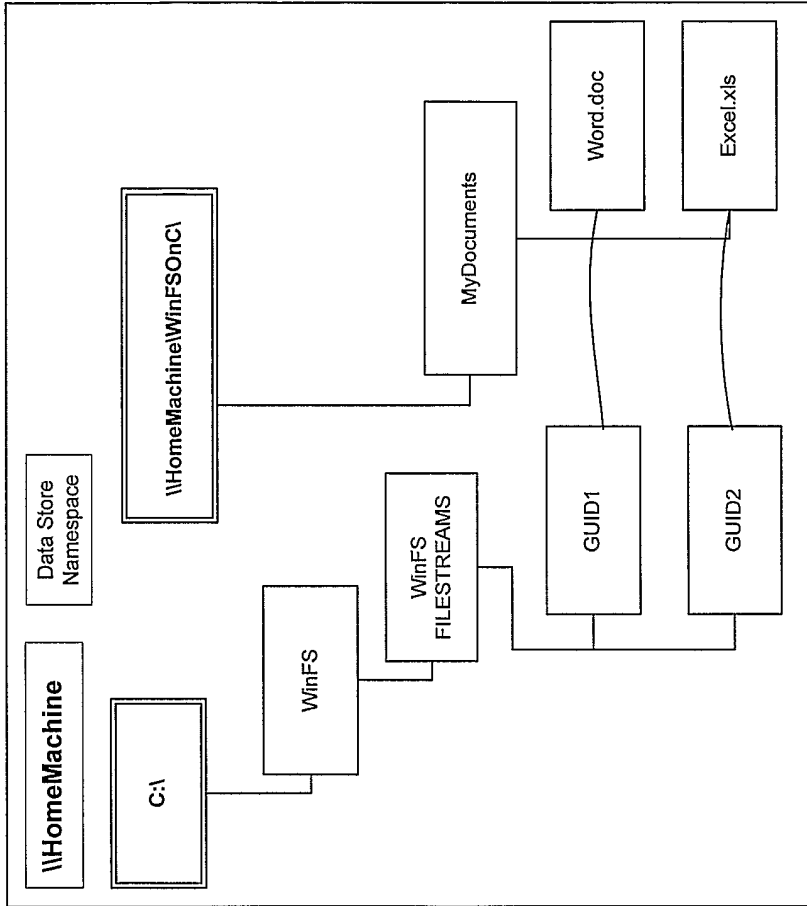 \\HomeMachine
Data Store
Namespace
C:\
\\HomeMachine\WinFSOnC\
WinFS
WinFS
FILESTREAMS
MyDocuments
GUID1
Word.doc
GUID2
Excel.xls